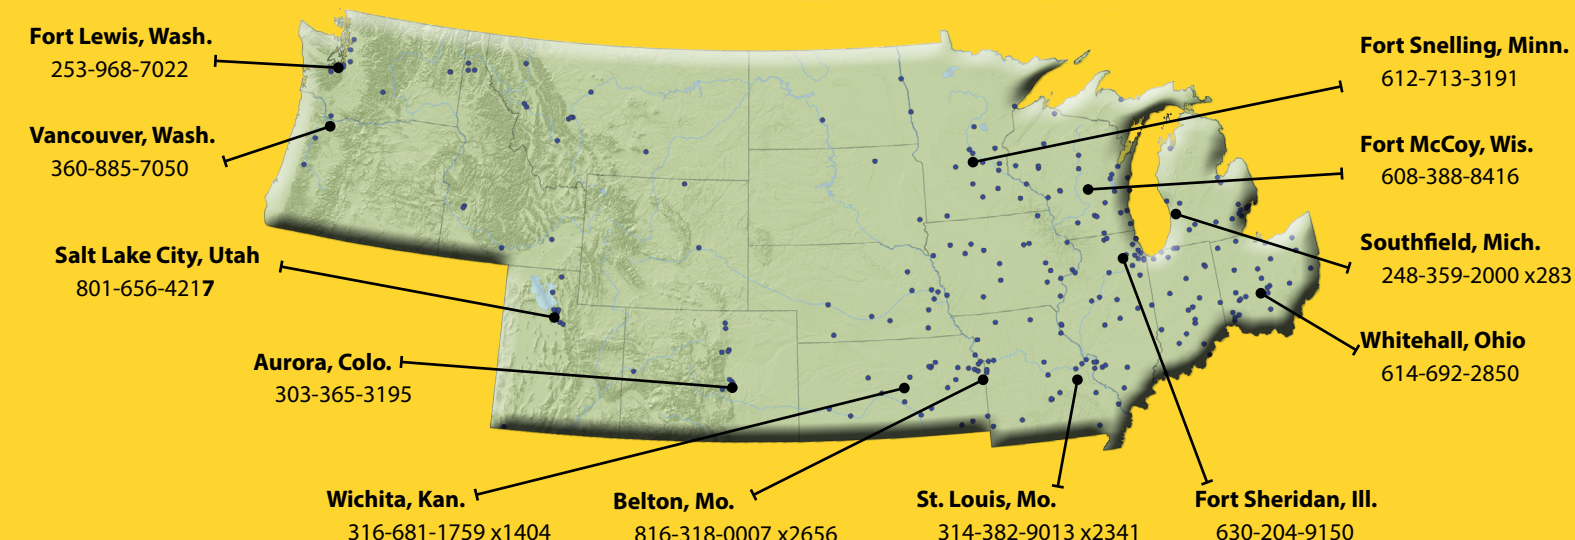 Fort Lewis, Wash.
253-968-7022
Vancouver, Wash.
360-885-7050
Salt Lake City, Utah
801-656-4217
Aurora, Colo.
303-365-3195
Wichita, Kan.
316-681-1759 x1404
Belton, Mo.
816-318-0007 x2656
St. Louis, Mo.
314-382-9013 x2341
Fort Sheridan, Ill.
630-204-9150
Fort Snelling, Minn.
612-713-3191
Fort McCoy, Wis.
608-388-8416
Southfield, Mich.
248-359-2000 x283
Whitehall, Ohio
614-692-2850